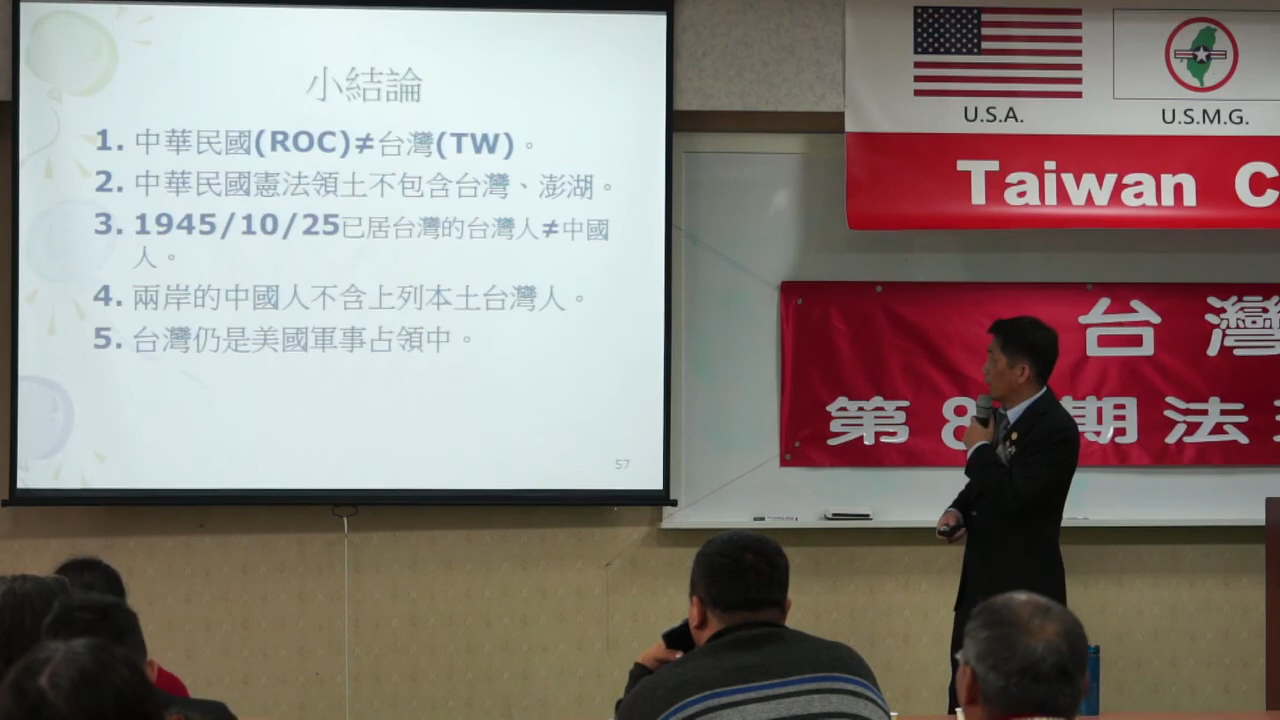 小結論
1. 中華民國(ROC)≠台灣(TW)。
2. 中華民國憲法領土不包含台灣、澎湖。
3. 1945/10/25已居台灣的台灣人≠中國
人。
4. 兩岸的中國人不含上列本土台灣人。
5. 台灣仍是美國軍事占領中。
57
U.S.A.
U.S.M.G.
Taiwan C
台灣
第8 期法